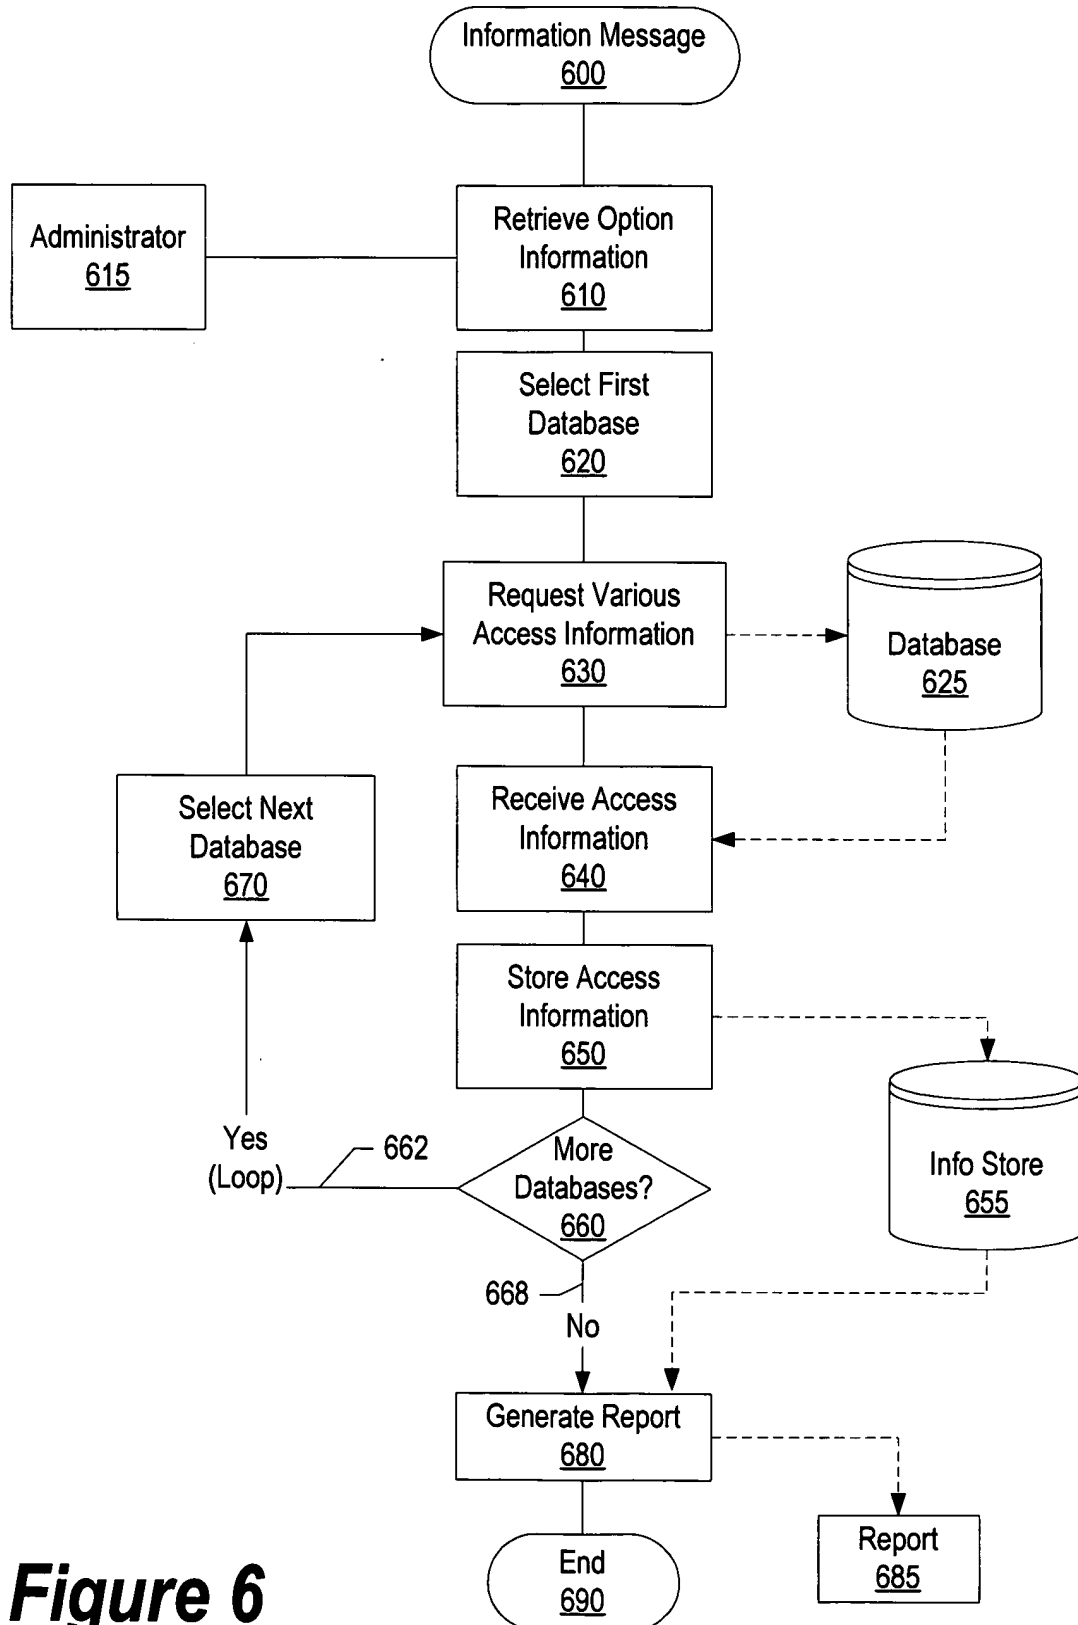 Information Message
600
Administrator
615
Retrieve Option
Information
610
Select First
Database
620
Request Various
Access Information
630
Database
625
Select Next
Database
670
Receive Access
Information
640
Store Access
Information
650
Yes
(Loop)
662
More
Databases?
660
Info Store
655
668
No
Generate Report
680
Report
685
End
690
Figure 6